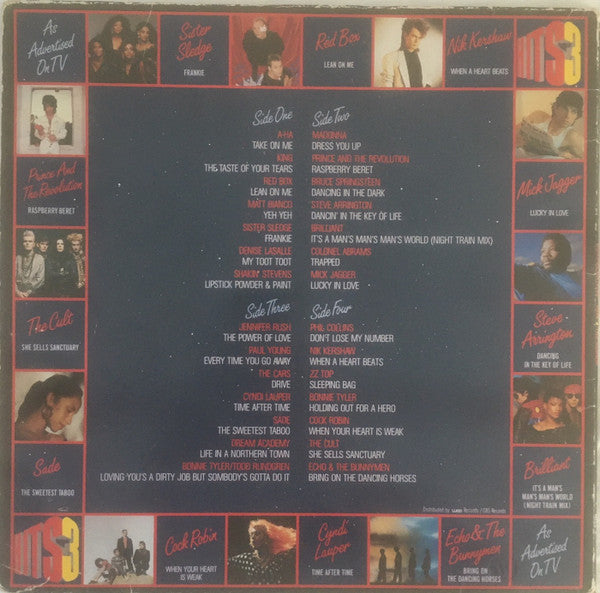 As
Advertised
On TV
Sister
Sledge
FRANKIE
Red Box
LEAN ON ME
Nik Kershaw
WHEN A HEART BEATS
HITS 3
Prince And
The Revolution
RASPBERRY BERET
The Cult
SHE SELLS SANCTUARY
Sade
THE SWEETEST TABOO
Side One
A-HA
TAKE ON ME
KING
THE TASTE OF YOUR TEARS
RED BOX
LEAN ON ME
MATT BIANCO
YEH YEH
SISTER SLEDGE
FRANKIE
DENISE LASALLE
MY TOOT TOOT
SHAKIN' STEVENS
LIPSTICK POWDER & PAINT
Side Two
MADONNA
DRESS YOU UP
PRINCE AND THE REVOLUTION
RASPBERRY BERET
BRUCE SPRINGSTEEN
DANCING IN THE DARK
STEVE ARRINGTON
DANCIN' IN THE KEY OF LIFE
BRILLIANT
IT'S A MAN'S MAN'S MAN'S WORLD (NIGHT TRAIN MIX)
COLONEL ABRAMS
TRAPPED
MICK JAGGER
LUCKY IN LOVE
Side Three
JENNIFER RUSH
THE POWER OF LOVE
PAUL YOUNG
EVERY TIME YOU GO AWAY
THE CARS
DRIVE
CYNDI LAUPER
TIME AFTER TIME
SADE
THE SWEETEST TABOO
DREAM ACADEMY
LIFE IN A NORTHERN TOWN
BONNIE TYLER/TODD RUNDGREN
LOVING YOU'S A DIRTY JOB BUT SOMEBODY'S GOTTA DO IT
Side Four
PHIL COLLINS
DON'T LOSE MY NUMBER
NIK KERSHAW
WHEN A HEART BEATS
ZZ TOP
SLEEPING BAG
BONNIE TYLER
HOLDING OUT FOR A HERO
COCK ROBIN
WHEN YOUR HEART IS WEAK
THE CULT
SHE SELLS SANCTUARY
ECHO & THE BUNNYMEN
BRING ON THE DANCING HORSES
Distributed by wea Records / CBS Records
Mick Jagger
LUCKY IN LOVE
Steve
Arrington
DANCING
IN THE KEY OF LIFE
Brilliant
IT'S A MAN'S
MAN'S MAN'S WORLD
(NIGHT TRAIN MIX)
HITS 3
Cock Robin
WHEN YOUR HEART
IS WEAK
Cyndi
Lauper
TIME AFTER TIME
Echo & The
Bunnymen
BRING ON
THE DANCING HORSES
As
Advertised
On TV